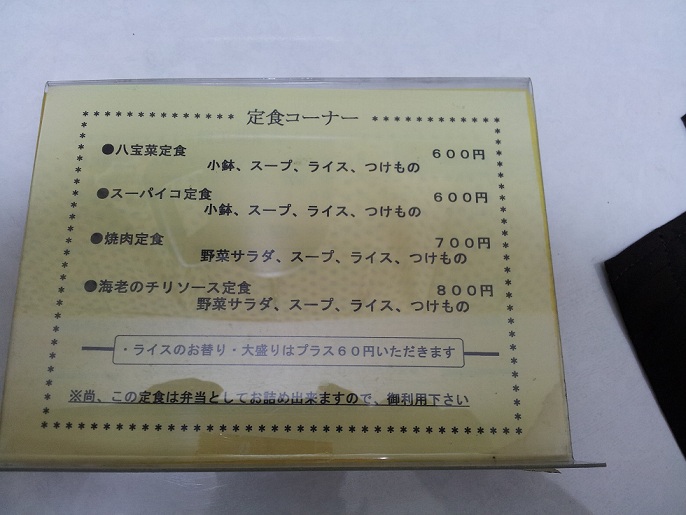 定食コーナー
●八宝菜定食 600円
小鉢、スープ、ライス、つけもの
●スーパイコ定食 600円
小鉢、スープ、ライス、つけもの
●焼肉定食 700円
野菜サラダ、スープ、ライス、つけもの
●海老のチリソース定食 800円
野菜サラダ、スープ、ライス、つけもの
・ライスのお替り・大盛りはプラス60円いただきます
※尚、この定食は弁当としてお詰め出来ますので、御利用下さい